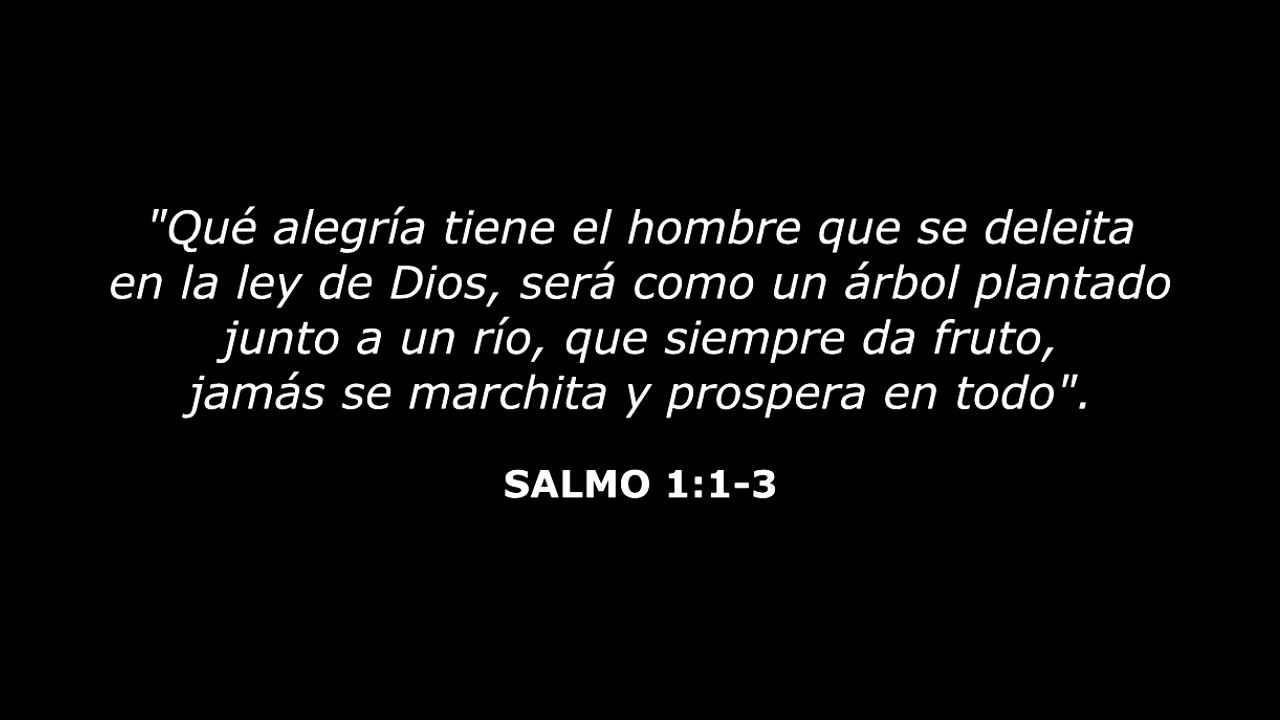 "Qué alegría tiene el hombre que se deleita
en la ley de Dios, será como un árbol plantado
junto a un río, que siempre da fruto,
jamás se marchita y prospera en todo".
SALMO 1:1-3